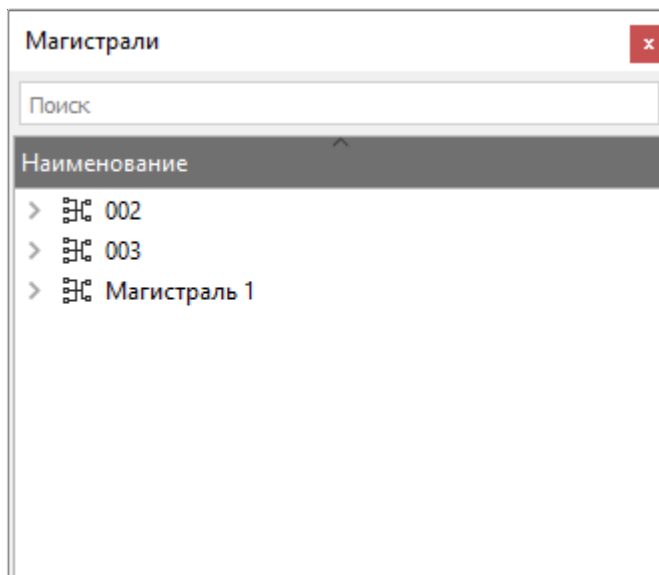 Магистрали
x
Поиск
Наименование
002
003
Магистраль 1